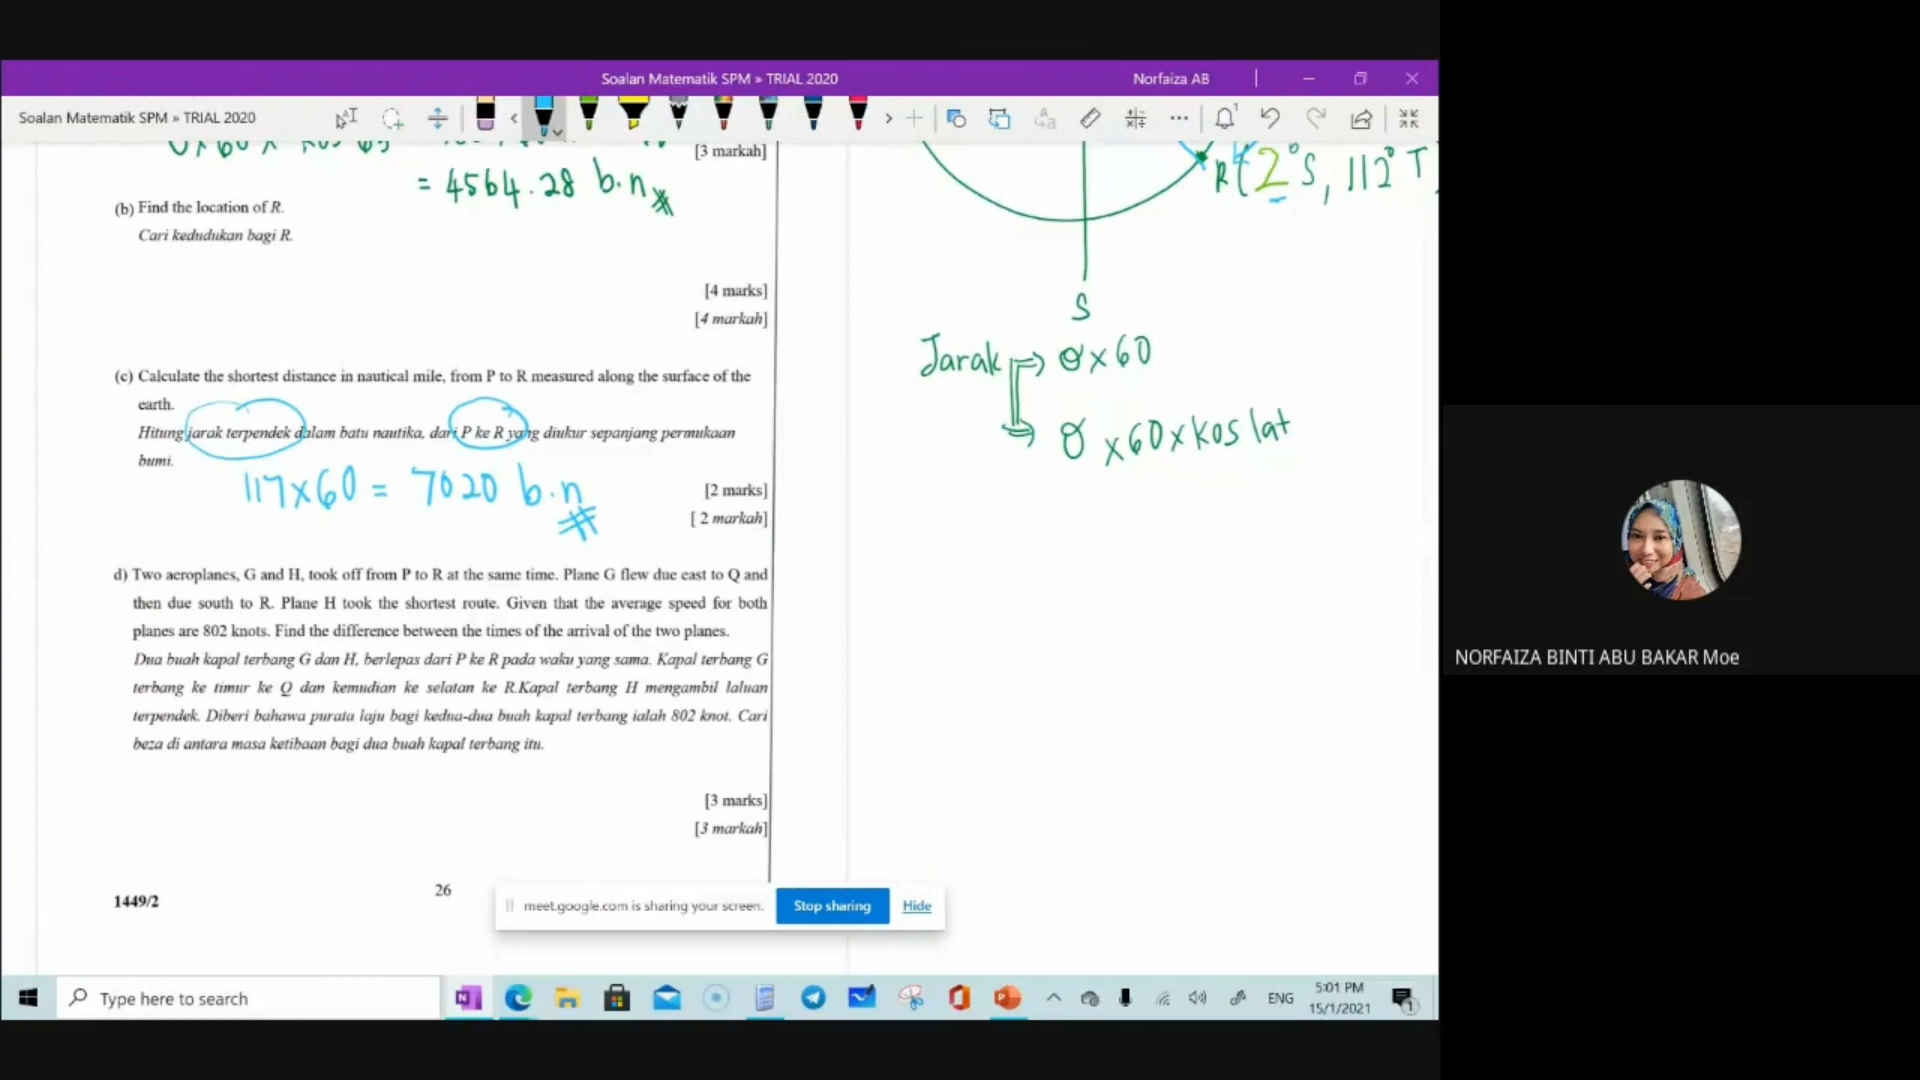 Soalan Matematik SPM » TRIAL 2020
Norfaiza AB
Soalan Matematik SPM » TRIAL 2020
[3 markah]
= 4564.28 b.n
R(2°S, 112°T)
(b) Find the location of R.
Cari kedudukan bagi R.
[4 marks]
[4 markah]
S
Jarak → θ×60
θ ×60×kos lat
(c) Calculate the shortest distance in nautical mile, from P to R measured along the surface of the
earth.
Hitung jarak terpendek dalam batu nautika, dari P ke R yang diukur sepanjang permukaan
bumi.
117×60 = 7020 b.n
[2 marks]
[ 2 markah]
d) Two aeroplanes, G and H, took off from P to R at the same time. Plane G flew due east to Q and
then due south to R. Plane H took the shortest route. Given that the average speed for both
planes are 802 knots. Find the difference between the times of the arrival of the two planes.
Dua buah kapal terbang G dan H, berlepas dari P ke R pada waku yang sama. Kapal terbang G
terbang ke timur ke Q dan kemudian ke selatan ke R.Kapal terbang H mengambil laluan
terpendek. Diberi bahawa purata laju bagi kedua-dua buah kapal terbang ialah 802 knot. Cari
beza di antara masa ketibaan bagi dua buah kapal terbang itu.
[3 marks]
[3 markah]
1449/2
26
meet.google.com is sharing your screen.
Stop sharing
Hide
NORFAIZA BINTI ABU BAKAR Moe
Type here to search
ENG
5:01 PM
15/1/2021